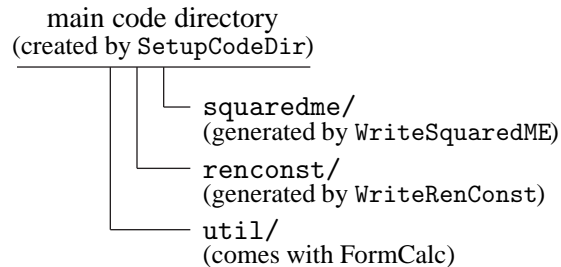 main code directory
(created by SetupCodeDir)
squaredme/
(generated by WriteSquaredME)
renconst/
(generated by WriteRenConst)
util/
(comes with FormCalc)